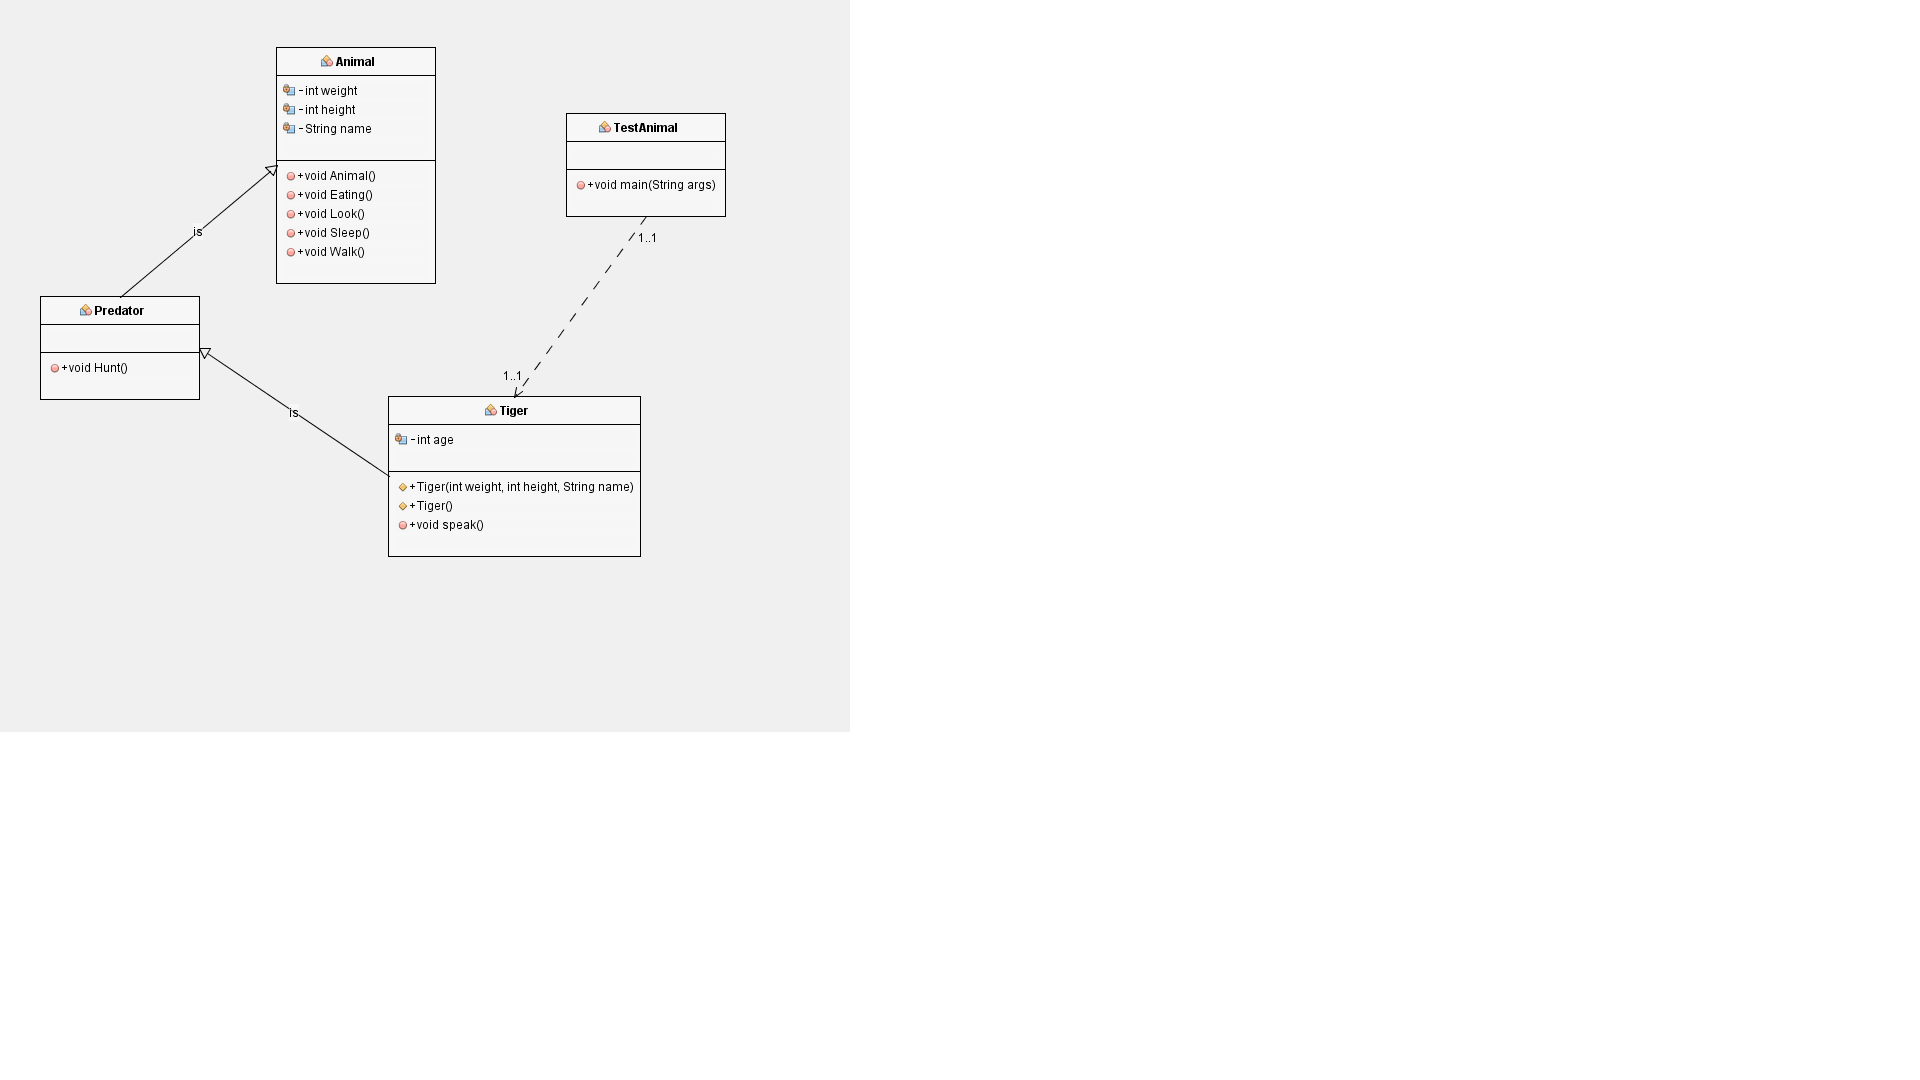 Animal
-int weight
-int height
-String name
+void Animal()
+void Eating()
+void Look()
+void Sleep()
+void Walk()
TestAnimal
+void main(String args)
1..1
is
Predator
+void Hunt()
is
1..1
Tiger
-int age
+Tiger(int weight, int height, String name)
+Tiger()
+void speak()